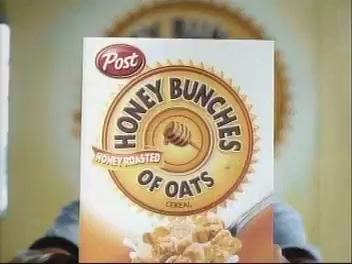 Post
HONEY BUNCHES
HONEY ROASTED
OF OATS
CEREAL